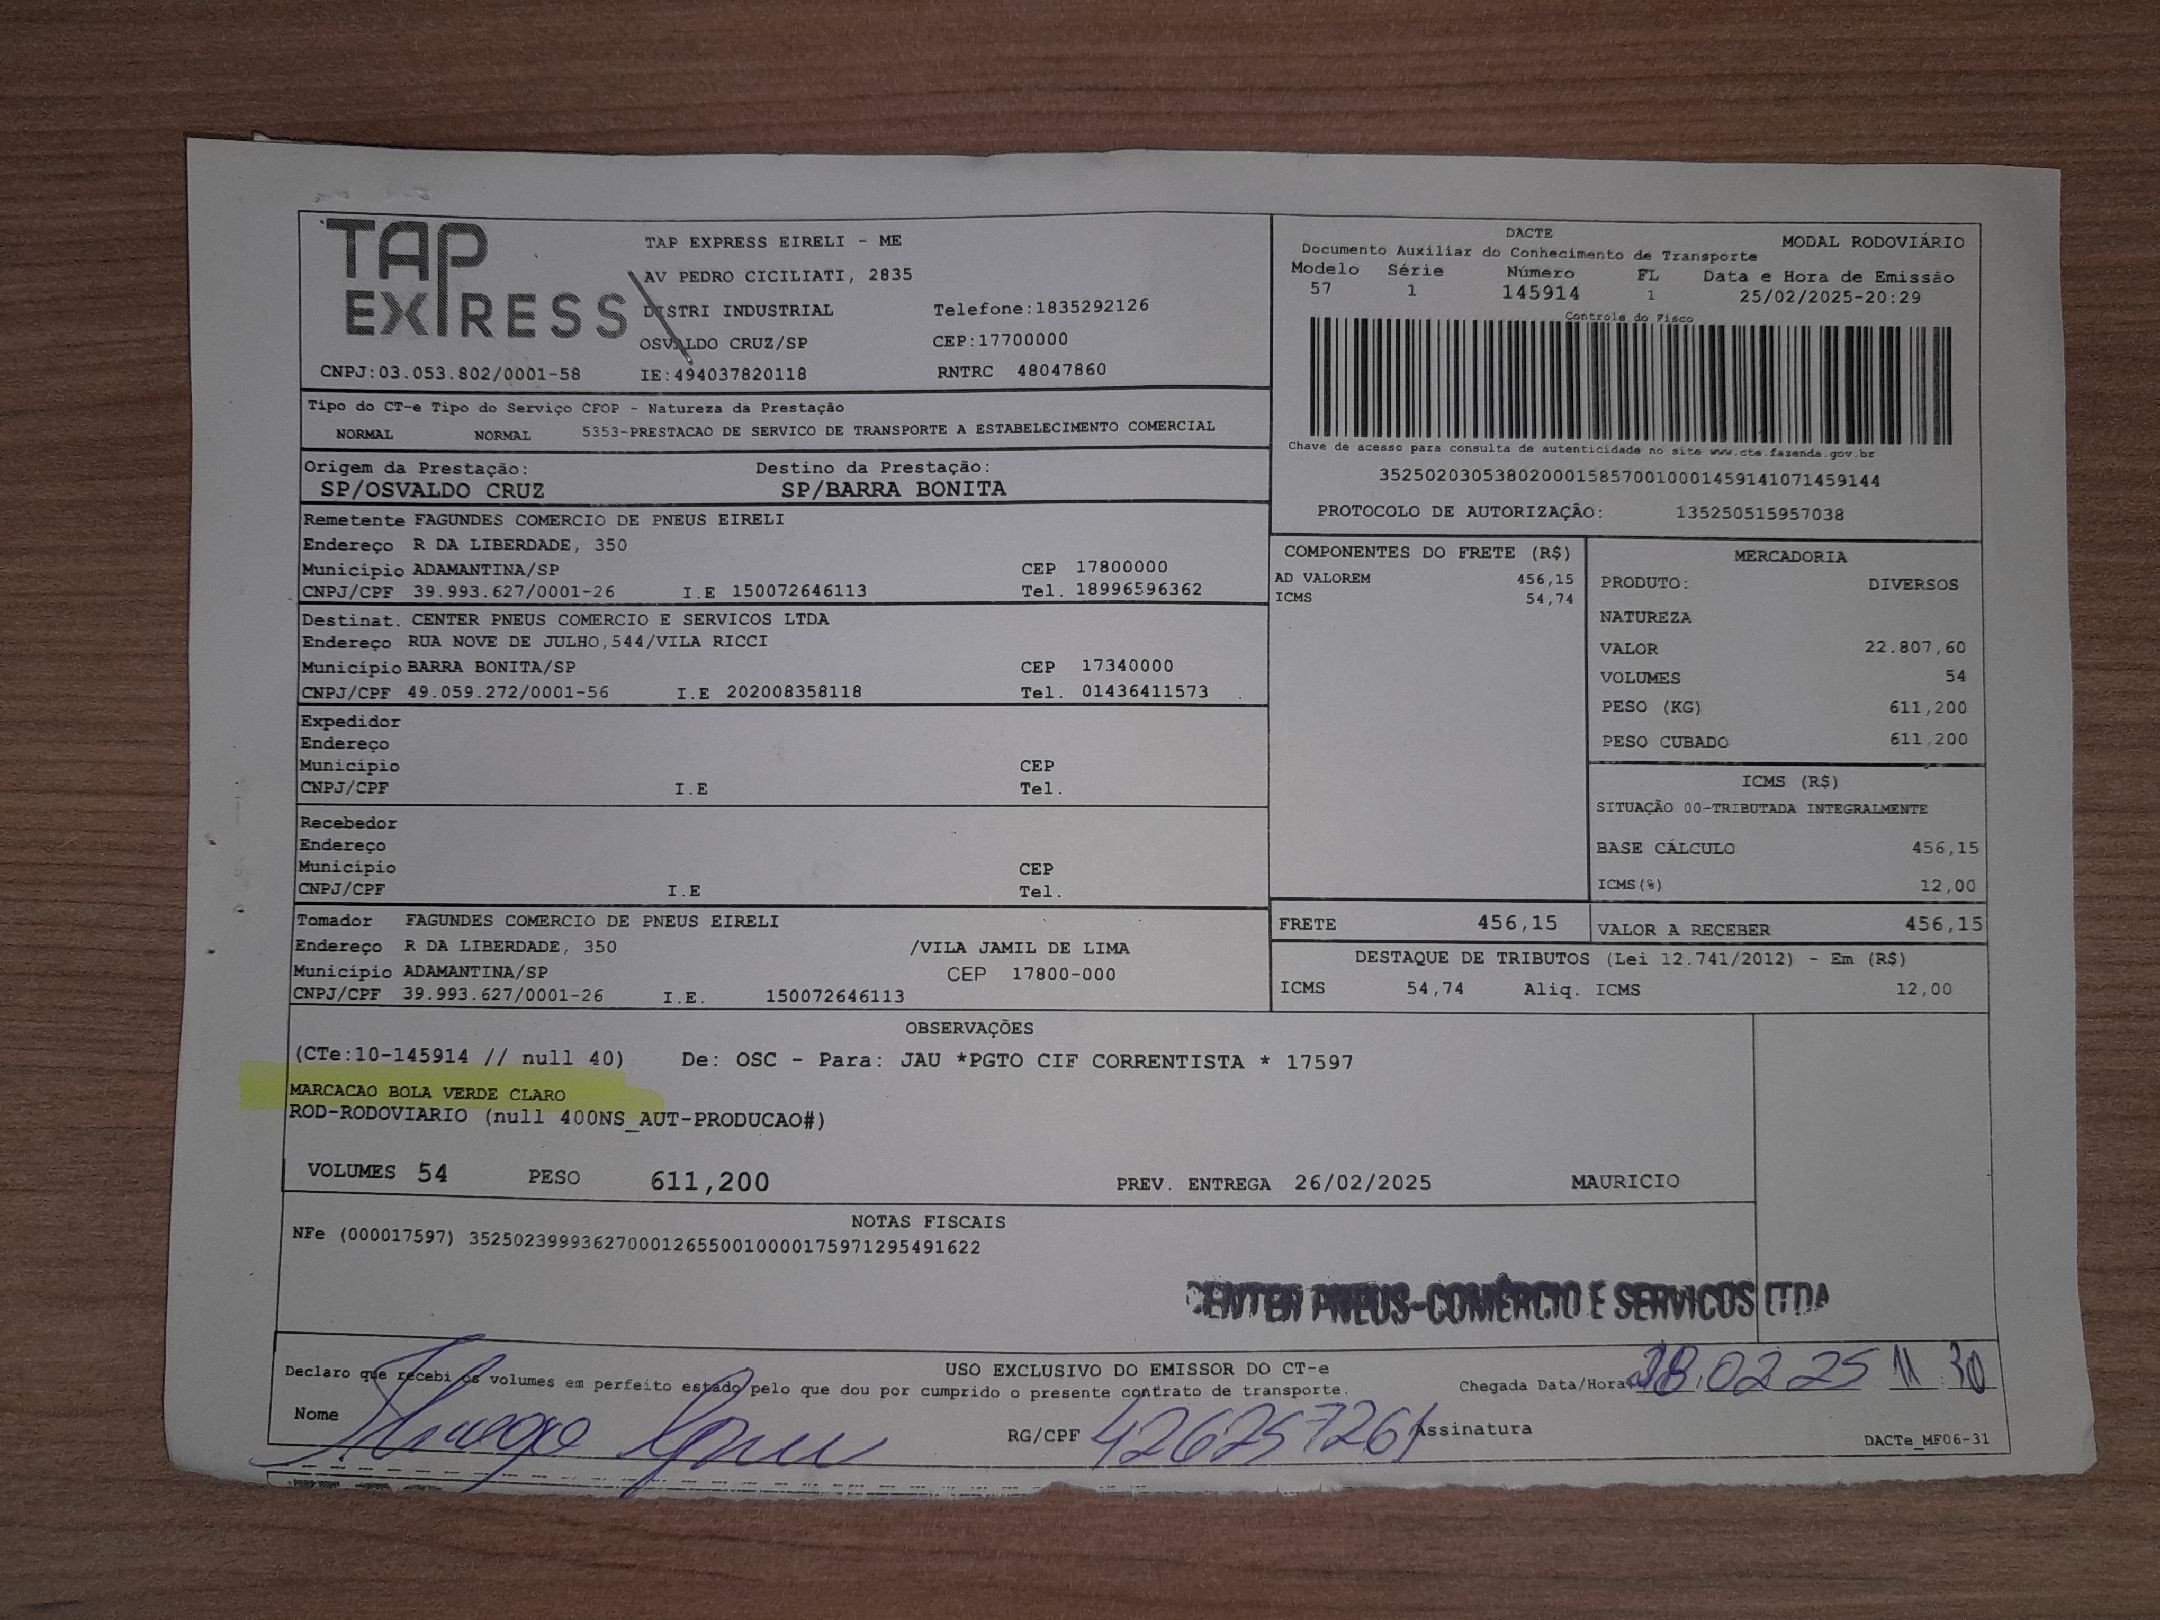 TAP
EXPRESS
TAP EXPRESS EIRELI - ME
AV PEDRO CICILIATI, 2835
DISTRI INDUSTRIAL Telefone:1835292126
OSVALDO CRUZ/SP CEP:17700000
CNPJ:03.053.802/0001-58 IE:494037820118 RNTRC 48047860
DACTE
Documento Auxiliar do Conhecimento de Transporte
MODAL RODOVIÁRIO
Modelo Série Número FL Data e Hora de Emissão
57 1 145914 1 25/02/2025-20:29
Controle do Fisco
Chave de acesso para consulta de autenticidade no site www.cte.fazenda.gov.br
35250203053802000158570010001459141071459144
PROTOCOLO DE AUTORIZAÇÃO: 135250515957038
Tipo do CT-e Tipo do Serviço CFOP - Natureza da Prestação
NORMAL NORMAL 5353-PRESTACAO DE SERVICO DE TRANSPORTE A ESTABELECIMENTO COMERCIAL
Origem da Prestação: Destino da Prestação:
SP/OSVALDO CRUZ SP/BARRA BONITA
Remetente FAGUNDES COMERCIO DE PNEUS EIRELI
Endereço R DA LIBERDADE, 350
Município ADAMANTINA/SP CEP 17800000
CNPJ/CPF 39.993.627/0001-26 I.E 150072646113 Tel. 18996596362
Destinat. CENTER PNEUS COMERCIO E SERVICOS LTDA
Endereço RUA NOVE DE JULHO,544/VILA RICCI
Município BARRA BONITA/SP CEP 17340000
CNPJ/CPF 49.059.272/0001-56 I.E 202008358118 Tel. 01436411573
Expedidor
Endereço
Município CEP
CNPJ/CPF I.E Tel.
Recebedor
Endereço
Município CEP
CNPJ/CPF I.E Tel.
Tomador FAGUNDES COMERCIO DE PNEUS EIRELI
Endereço R DA LIBERDADE, 350 /VILA JAMIL DE LIMA
Município ADAMANTINA/SP CEP 17800-000
CNPJ/CPF 39.993.627/0001-26 I.E. 150072646113
COMPONENTES DO FRETE (R$)
AD VALOREM 456,15
ICMS 54,74
MERCADORIA
PRODUTO: DIVERSOS
NATUREZA
VALOR 22.807,60
VOLUMES 54
PESO (KG) 611,200
PESO CUBADO 611,200
ICMS (R$)
SITUAÇÃO 00-TRIBUTADA INTEGRALMENTE
BASE CÁLCULO 456,15
ICMS(%) 12,00
FRETE 456,15 VALOR A RECEBER 456,15
DESTAQUE DE TRIBUTOS (Lei 12.741/2012) - Em (R$)
ICMS 54,74 Aliq. ICMS 12,00
OBSERVAÇÕES
(CTe:10-145914 // null 40) De: OSC - Para: JAU *PGTO CIF CORRENTISTA * 17597
MARCACAO BOLA VERDE CLARO
ROD-RODOVIARIO (null 400NS_AUT-PRODUCAO#)
VOLUMES 54 PESO 611,200 PREV. ENTREGA 26/02/2025 MAURICIO
NOTAS FISCAIS
NFe (000017597) 35250239993627000126550010000175971295491622
CENTER PNEUS-COMÉRCIO E SERVICOS LTDA
USO EXCLUSIVO DO EMISSOR DO CT-e
Declaro que recebi os volumes em perfeito estado pelo que dou por cumprido o presente contrato de transporte.
Chegada Data/Hora 28.02.25 11 30
Nome RG/CPF 426257261 Assinatura
DACTe_MF06-31